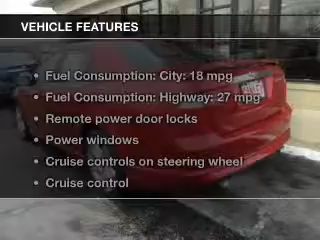 VEHICLE FEATURES
• Fuel Consumption: City: 18 mpg
• Fuel Consumption: Highway: 27 mpg
• Remote power door locks
• Power windows
• Cruise controls on steering wheel
• Cruise control